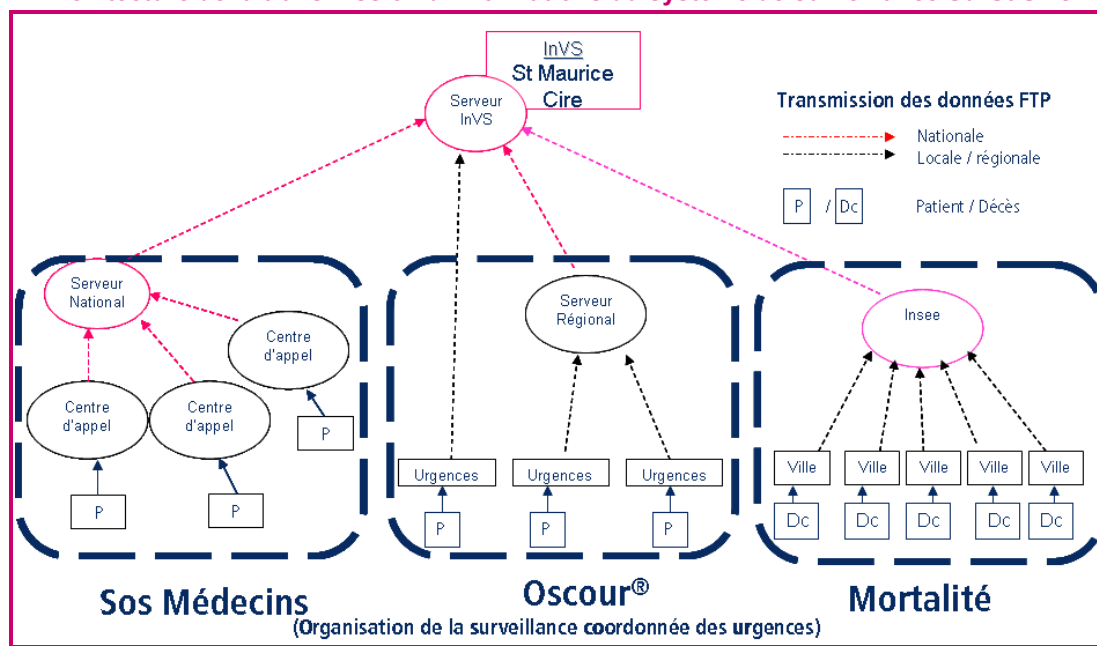 InVS
St Maurice
Cire
Serveur
InVS
Transmission des données FTP
Nationale
Locale / régionale
P / Dc Patient / Décès
Serveur
National
Centre
d'appel
Centre
d'appel
Centre
d'appel
P
P
P
Serveur
Régional
Urgences
Urgences
Urgences
P
P
P
Insee
Ville
Ville
Ville
Ville
Ville
Dc
Dc
Dc
Dc
Dc
Sos Médecins
Oscour®
Mortalité
(Organisation de la surveillance coordonnée des urgences)